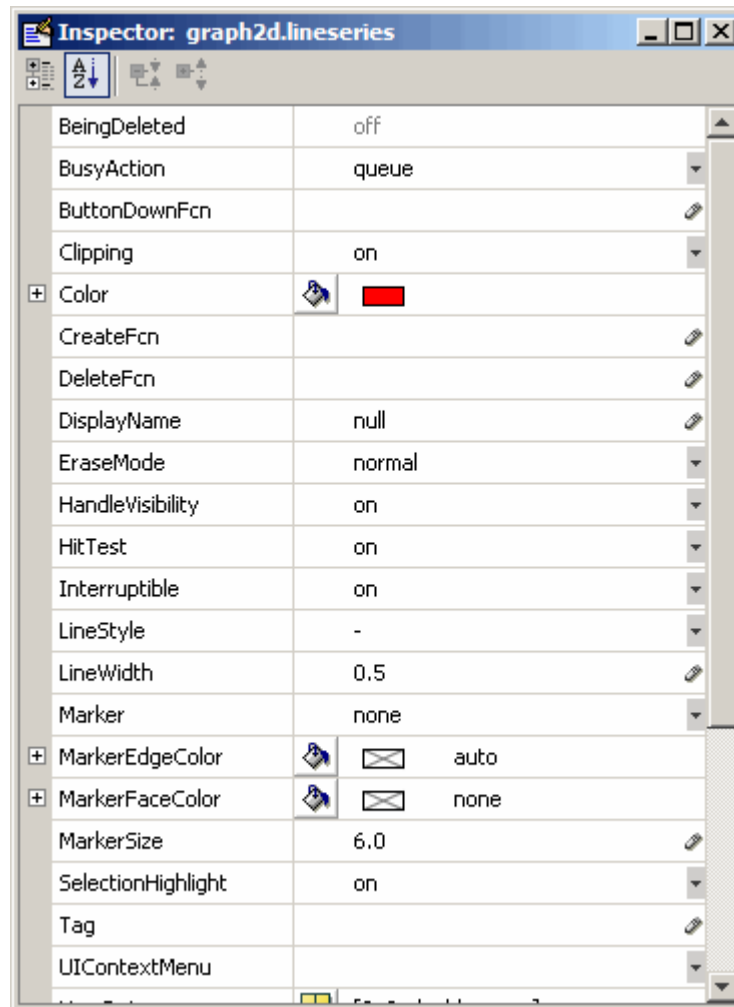 Inspector: graph2d.lineseries
BeingDeleted off
BusyAction queue
ButtonDownFcn
Clipping on
Color
CreateFcn
DeleteFcn
DisplayName null
EraseMode normal
HandleVisibility on
HitTest on
Interruptible on
LineStyle -
LineWidth 0.5
Marker none
MarkerEdgeColor auto
MarkerFaceColor none
MarkerSize 6.0
SelectionHighlight on
Tag
UIContextMenu